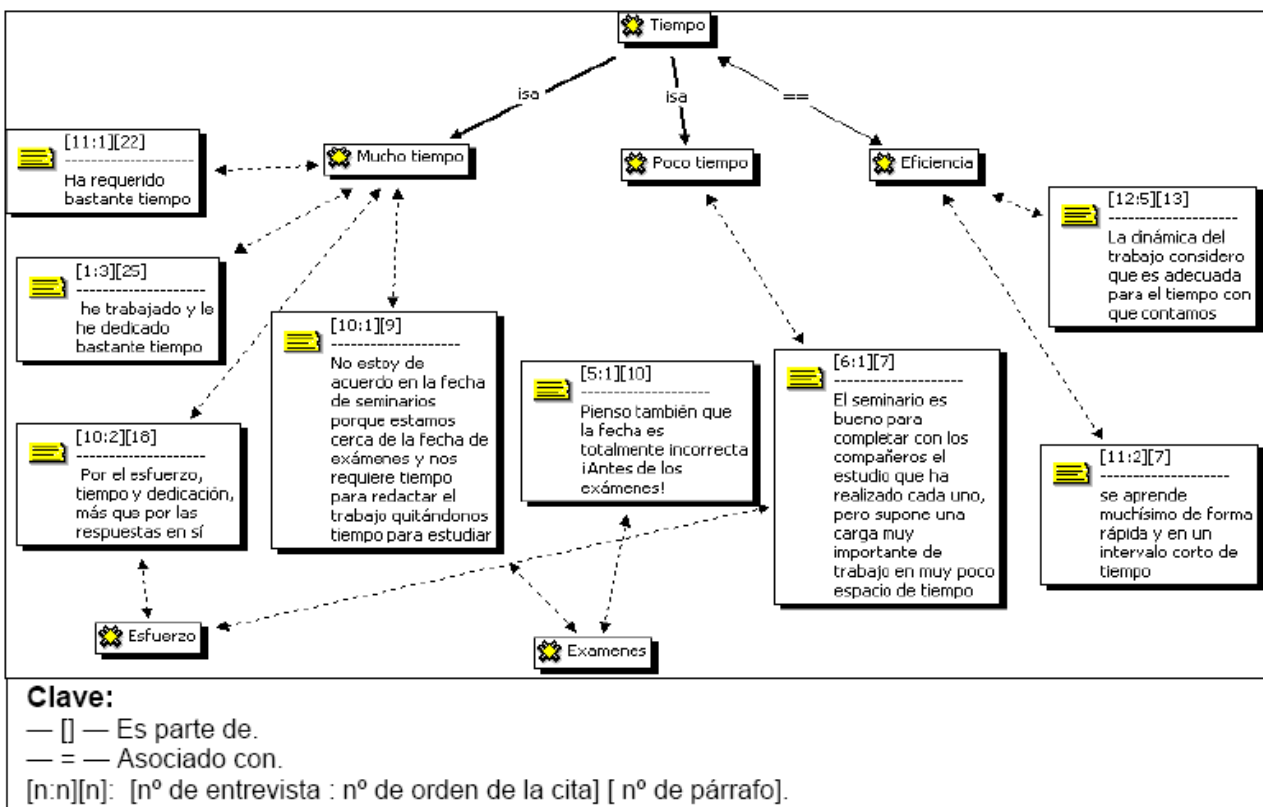 Tiempo
isa
isa
==
Mucho tiempo
Poco tiempo
Eficiencia
[11:1][22]
--------------------
Ha requerido
bastante tiempo
[12:5][13]
--------------------
La dinámica del
trabajo considero
que es adecuada
para el tiempo con
que contamos
[1:3][25]
--------------------
he trabajado y le
he dedicado
bastante tiempo
[10:1][9]
--------------------
No estoy de
acuerdo en la fecha
de seminarios
porque estamos
cerca de la fecha de
exámenes y nos
requiere tiempo
para redactar el
trabajo quitándonos
tiempo para estudiar
[5:1][10]
--------------------
Pienso también que
la fecha es
totalmente incorrecta
¡Antes de los
exámenes!
[6:1][7]
--------------------
El seminario es
bueno para
completar con los
compañeros el
estudio que ha
realizado cada uno,
pero supone una
carga muy
importante de
trabajo en muy poco
espacio de tiempo
[10:2][18]
--------------------
Por el esfuerzo,
tiempo y dedicación,
más que por las
respuestas en sí
[11:2][7]
--------------------
se aprende
muchísimo de forma
rápida y en un
intervalo corto de
tiempo
Esfuerzo
Examenes
Clave:
— [] — Es parte de.
— = — Asociado con.
[n:n][n]: [nº de entrevista : nº de orden de la cita] [ nº de párrafo].